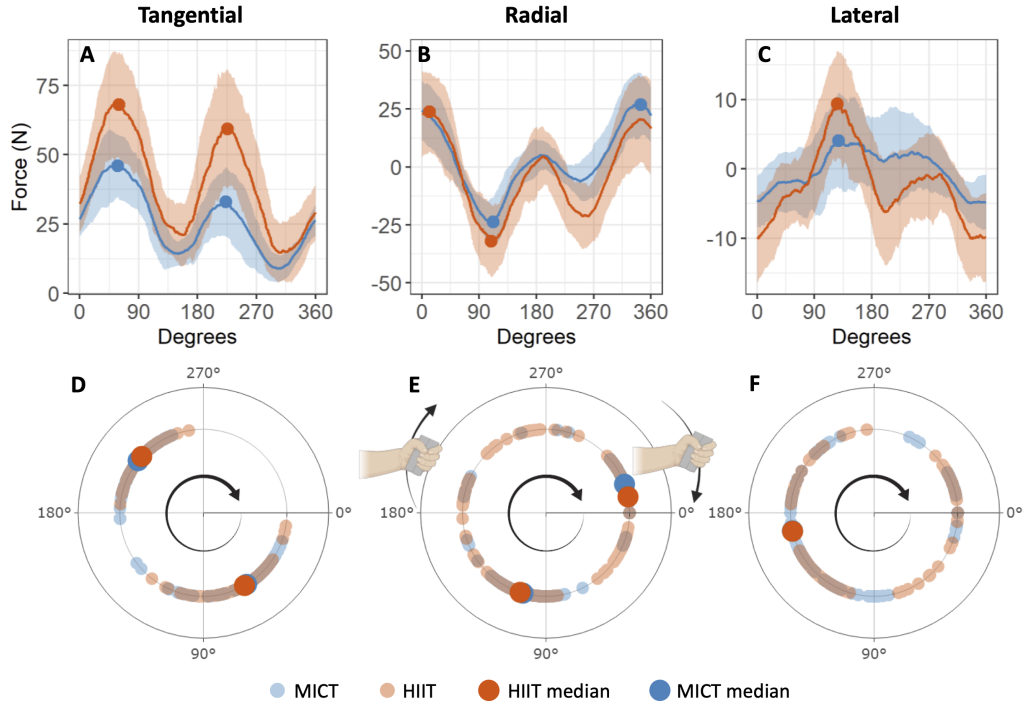 Tangential Radial Lateral
A B C
75
50
25
0
50
25
0
-25
-50
10
0
-10
Force (N)
0 90 180 270 360 0 90 180 270 360 0 90 180 270 360
Degrees Degrees Degrees
D E F
270° 270° 270°
180° 0° 180° 0° 180° 0°
90° 90° 90°
MICT HIIT HIIT median MICT median